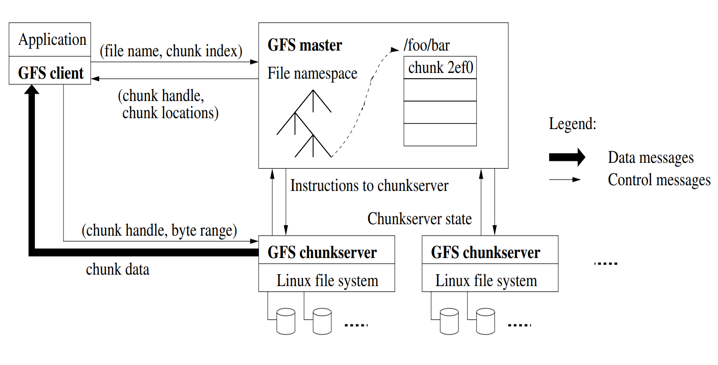 Application
GFS client
(file name, chunk index)
(chunk handle,
chunk locations)
GFS master
File namespace
/foo/bar
chunk 2ef0
Legend:
Data messages
Control messages
Instructions to chunkserver
Chunkserver state
(chunk handle, byte range)
chunk data
GFS chunkserver
Linux file system
GFS chunkserver
Linux file system